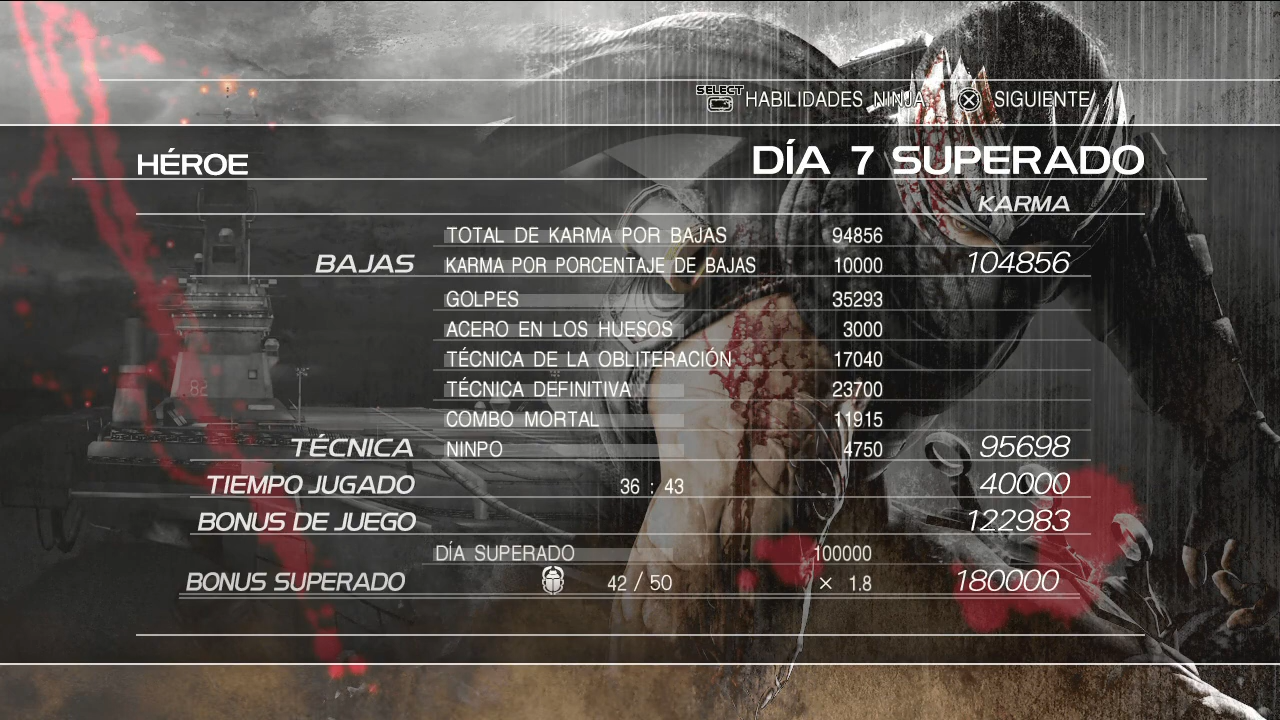 SELECT HABILIDADES NINJA SIGUIENTE
HÉROE DÍA 7 SUPERADO
KARMA
TOTAL DE KARMA POR BAJAS 94856
BAJAS KARMA POR PORCENTAJE DE BAJAS 10000 104856
GOLPES 35293
ACERO EN LOS HUESOS 3000
TÉCNICA DE LA OBLITERACIÓN 17040
TÉCNICA DEFINITIVA 23700
COMBO MORTAL 11915
TÉCNICA NINPO 4750 95698
TIEMPO JUGADO 36 : 43 40000
BONUS DE JUEGO 122983
DÍA SUPERADO 100000
BONUS SUPERADO 42 / 50 × 1.8 180000
82